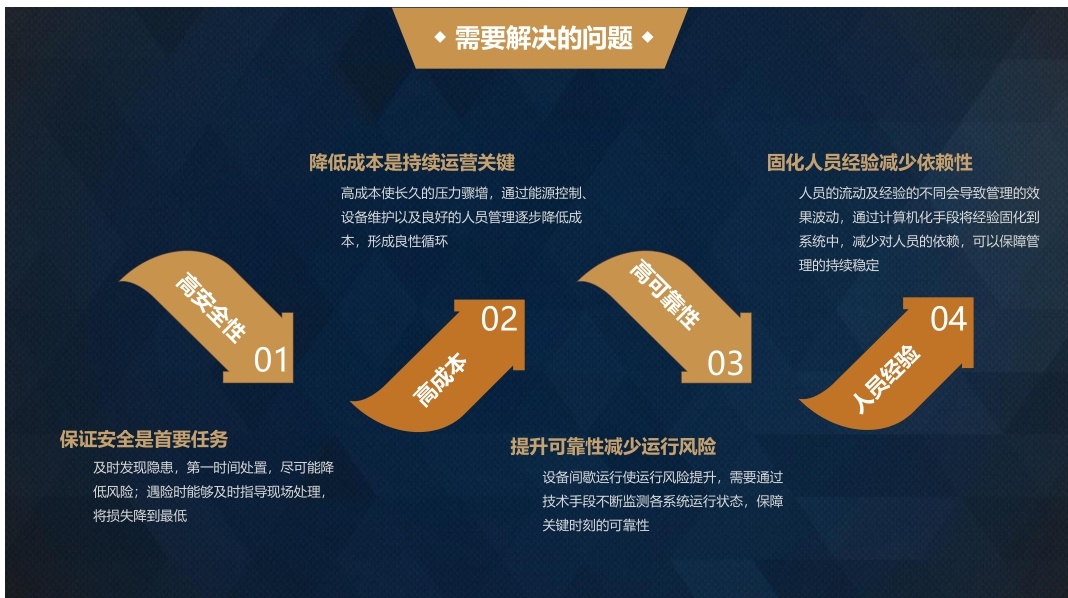 需要解决的问题
高安全性
01
保证安全是首要任务
及时发现隐患，第一时间处置，尽可能降
低风险；遇险时能够及时指导现场处理，
将损失降到最低
降低成本是持续运营关键
高成本使长久的压力骤增，通过能源控制、
设备维护以及良好的人员管理逐步降低成
本，形成良性循环
高成本
02
高可靠性
03
提升可靠性减少运行风险
设备间歇运行使运行风险提升，需要通过
技术手段不断监测各系统运行状态，保障
关键时刻的可靠性
固化人员经验减少依赖性
人员的流动及经验的不同会导致管理的效
果波动，通过计算机化手段将经验固化到
系统中，减少对人员的依赖，可以保障管
理的持续稳定
人员经验
04